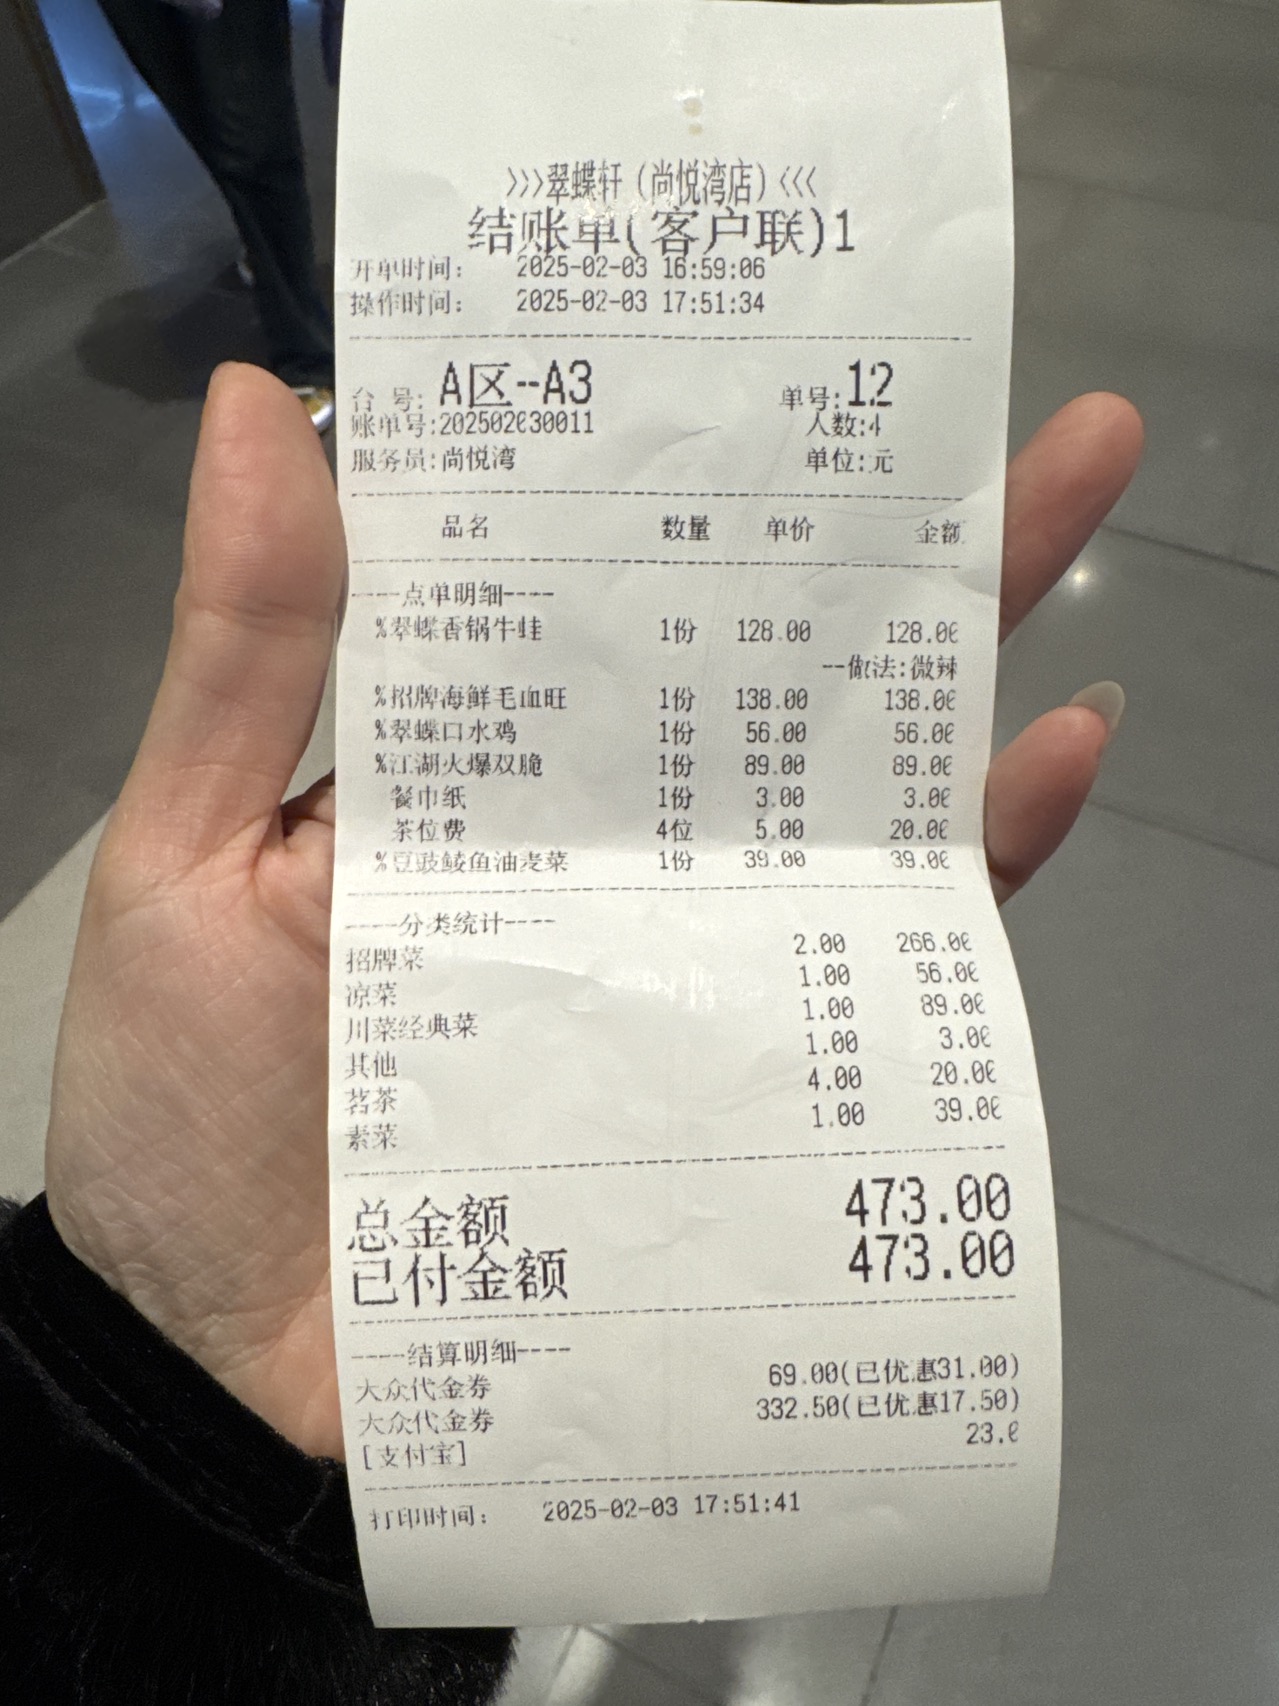 >>>翠蝶轩（尚悦湾店）<<<
结账单(客户联)1
开单时间： 2025-02-03 16:59:06
操作时间： 2025-02-03 17:51:34
台 号: A区--A3 单号:12
账单号:202502030011 人数:4
服务员:尚悦湾 单位:元
品名 数量 单价 金额
----点单明细----
%翠蝶香锅牛蛙 1份 128.00 128.00
--做法:微辣
%招牌海鲜毛血旺 1份 138.00 138.00
%翠蝶口水鸡 1份 56.00 56.00
%江湖火爆双脆 1份 89.00 89.00
餐巾纸 1份 3.00 3.00
茶位费 4位 5.00 20.00
%豆豉鲮鱼油麦菜 1份 39.00 39.00
----分类统计----
招牌菜 2.00 266.00
凉菜 1.00 56.00
川菜经典菜 1.00 89.00
其他 1.00 3.00
茗茶 4.00 20.00
素菜 1.00 39.00
总金额 473.00
已付金额 473.00
----结算明细----
大众代金券 69.00(已优惠31.00)
大众代金券 332.50(已优惠17.50)
[支付宝] 23.0
打印时间： 2025-02-03 17:51:41